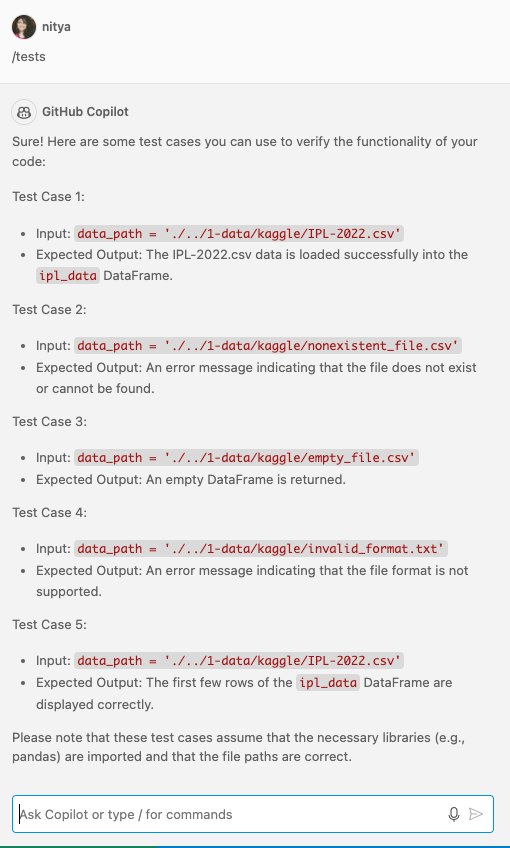 nitya
/tests
GitHub Copilot
Sure! Here are some test cases you can use to verify the functionality of your
code:
Test Case 1:
• Input: data_path = './../1-data/kaggle/IPL-2022.csv'
• Expected Output: The IPL-2022.csv data is loaded successfully into the
ipl_data DataFrame.
Test Case 2:
• Input: data_path = './../1-data/kaggle/nonexistent_file.csv'
• Expected Output: An error message indicating that the file does not exist
or cannot be found.
Test Case 3:
• Input: data_path = './../1-data/kaggle/empty_file.csv'
• Expected Output: An empty DataFrame is returned.
Test Case 4:
• Input: data_path = './../1-data/kaggle/invalid_format.txt'
• Expected Output: An error message indicating that the file format is not
supported.
Test Case 5:
• Input: data_path = './../1-data/kaggle/IPL-2022.csv'
• Expected Output: The first few rows of the ipl_data DataFrame are
displayed correctly.
Please note that these test cases assume that the necessary libraries (e.g.,
pandas) are imported and that the file paths are correct.
Ask Copilot or type / for commands